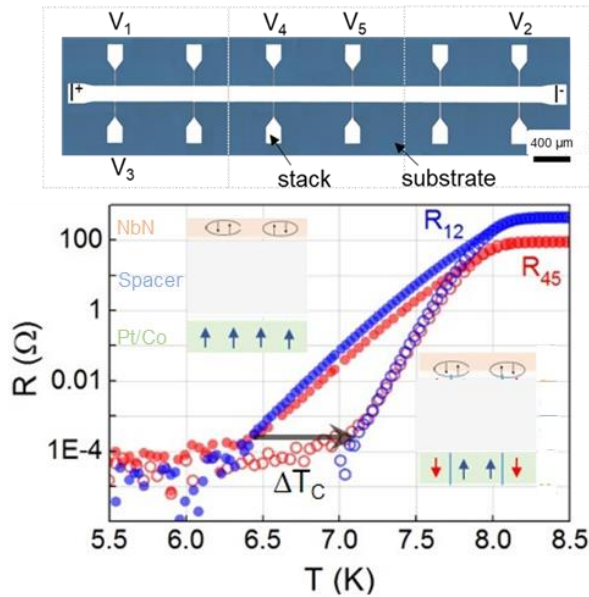 V1 V4 V5 V2
I+ I-
V3
400 µm
stack substrate
NbN
R12
100
Spacer
R45
1
Pt/Co
R (Ω)
0.01
1E-4
ΔTC
5.5 6.0 6.5 7.0 7.5 8.0 8.5
T (K)